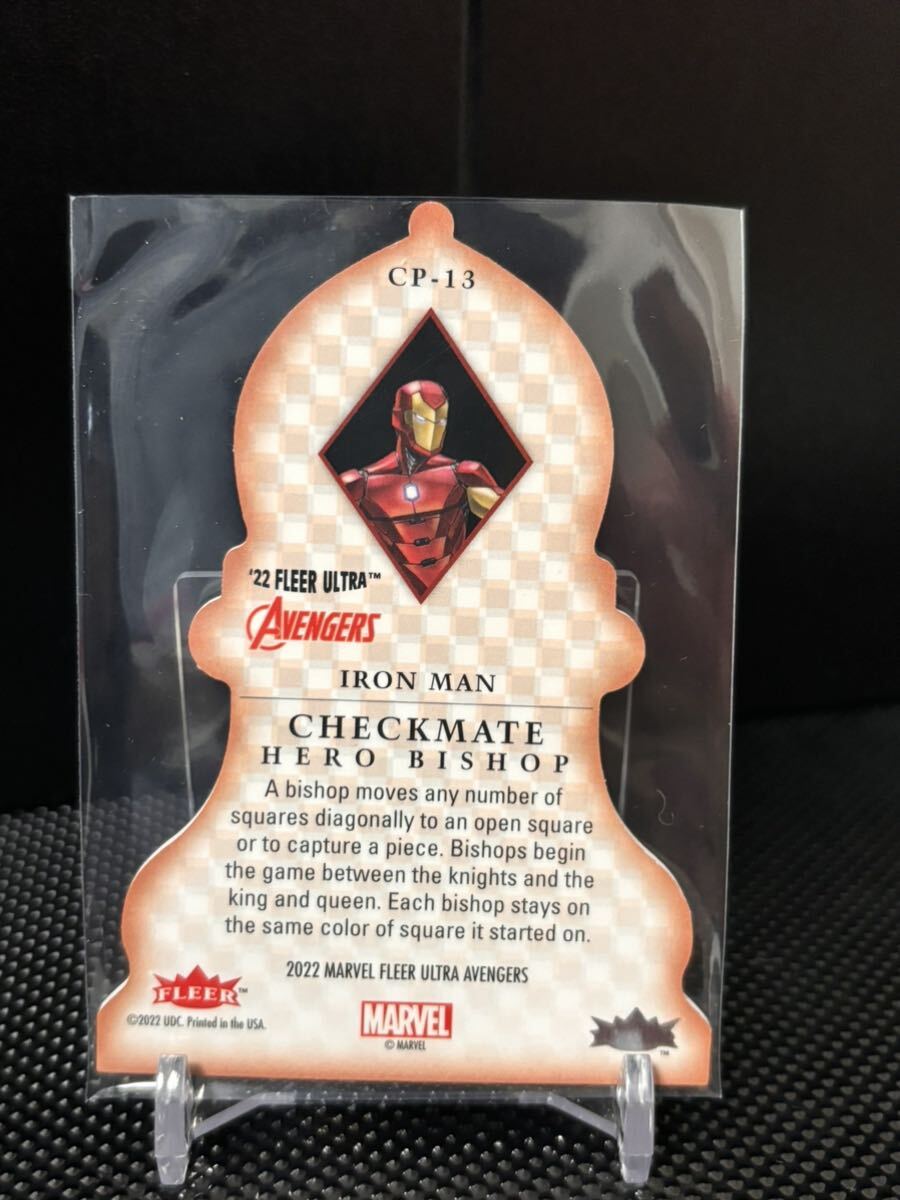 CP-13
'22 FLEER ULTRA™
AVENGERS
IRON MAN
CHECKMATE
HERO BISHOP
A bishop moves any number of
squares diagonally to an open square
or to capture a piece. Bishops begin
the game between the knights and the
king and queen. Each bishop stays on
the same color of square it started on.
2022 MARVEL FLEER ULTRA AVENGERS
FLEER™
©2022 UDC. Printed in the USA.
MARVEL
© MARVEL
™